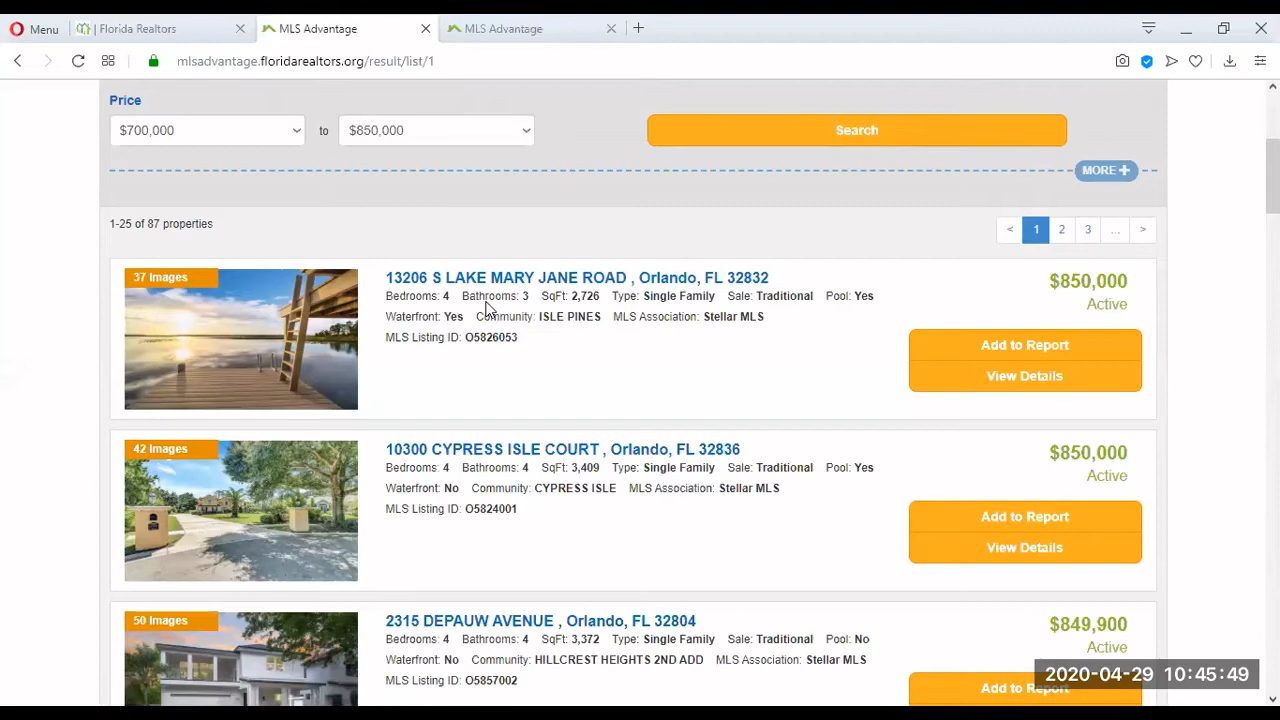 Menu
Florida Realtors
MLS Advantage
MLS Advantage
mlsadvantage.floridarealtors.org/result/list/1
Price
$700,000 to $850,000 Search
MORE
1-25 of 87 properties
< 1 2 3 ... >
37 Images
13206 S LAKE MARY JANE ROAD , Orlando, FL 32832
Bedrooms: 4 Bathrooms: 3 SqFt: 2,726 Type: Single Family Sale: Traditional Pool: Yes
Waterfront: Yes Community: ISLE PINES MLS Association: Stellar MLS
MLS Listing ID: O5826053
$850,000
Active
Add to Report
View Details
42 Images
10300 CYPRESS ISLE COURT , Orlando, FL 32836
Bedrooms: 4 Bathrooms: 4 SqFt: 3,409 Type: Single Family Sale: Traditional Pool: Yes
Waterfront: No Community: CYPRESS ISLE MLS Association: Stellar MLS
MLS Listing ID: O5824001
$850,000
Active
Add to Report
View Details
50 Images
2315 DEPAUW AVENUE , Orlando, FL 32804
Bedrooms: 4 Bathrooms: 4 SqFt: 3,372 Type: Single Family Sale: Traditional Pool: No
Waterfront: No Community: HILLCREST HEIGHTS 2ND ADD MLS Association: Stellar MLS
MLS Listing ID: O5857002
$849,900
Active
Add to Report
2020-04-29 10:45:49